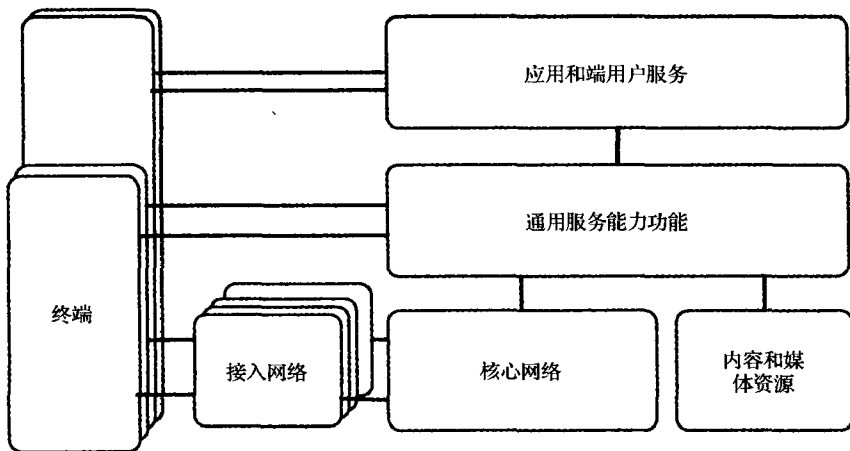 应用和端用户服务
通用服务能力功能
终端
接入网络
核心网络
内容和媒
体资源